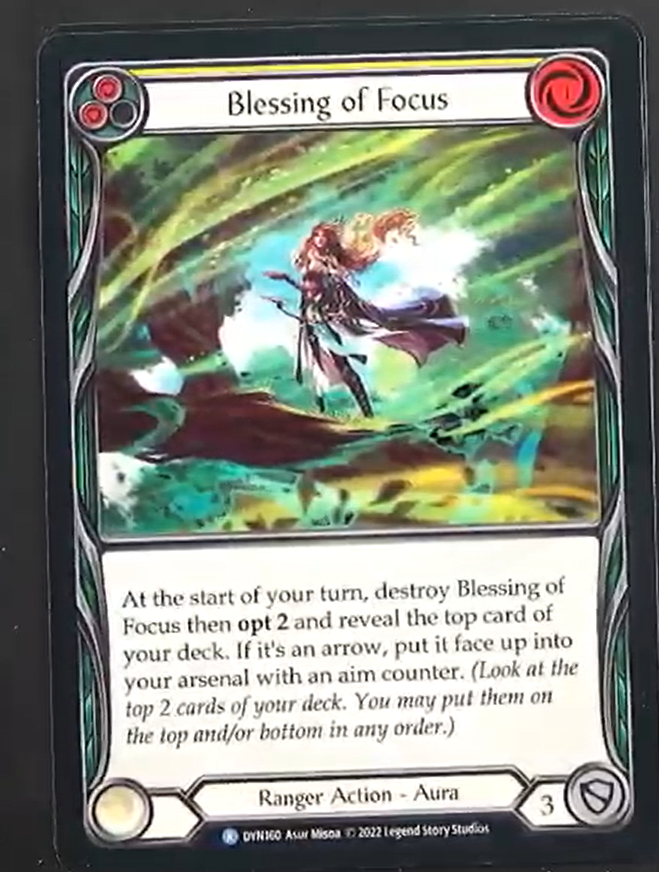 Blessing of Focus
At the start of your turn, destroy Blessing of
Focus then opt 2 and reveal the top card of
your deck. If it's an arrow, put it face up into
your arsenal with an aim counter. (Look at the
top 2 cards of your deck. You may put them on
the top and/or bottom in any order.)
Ranger Action - Aura
3
R DYN160 Asur Misoa © 2022 Legend Story Studios